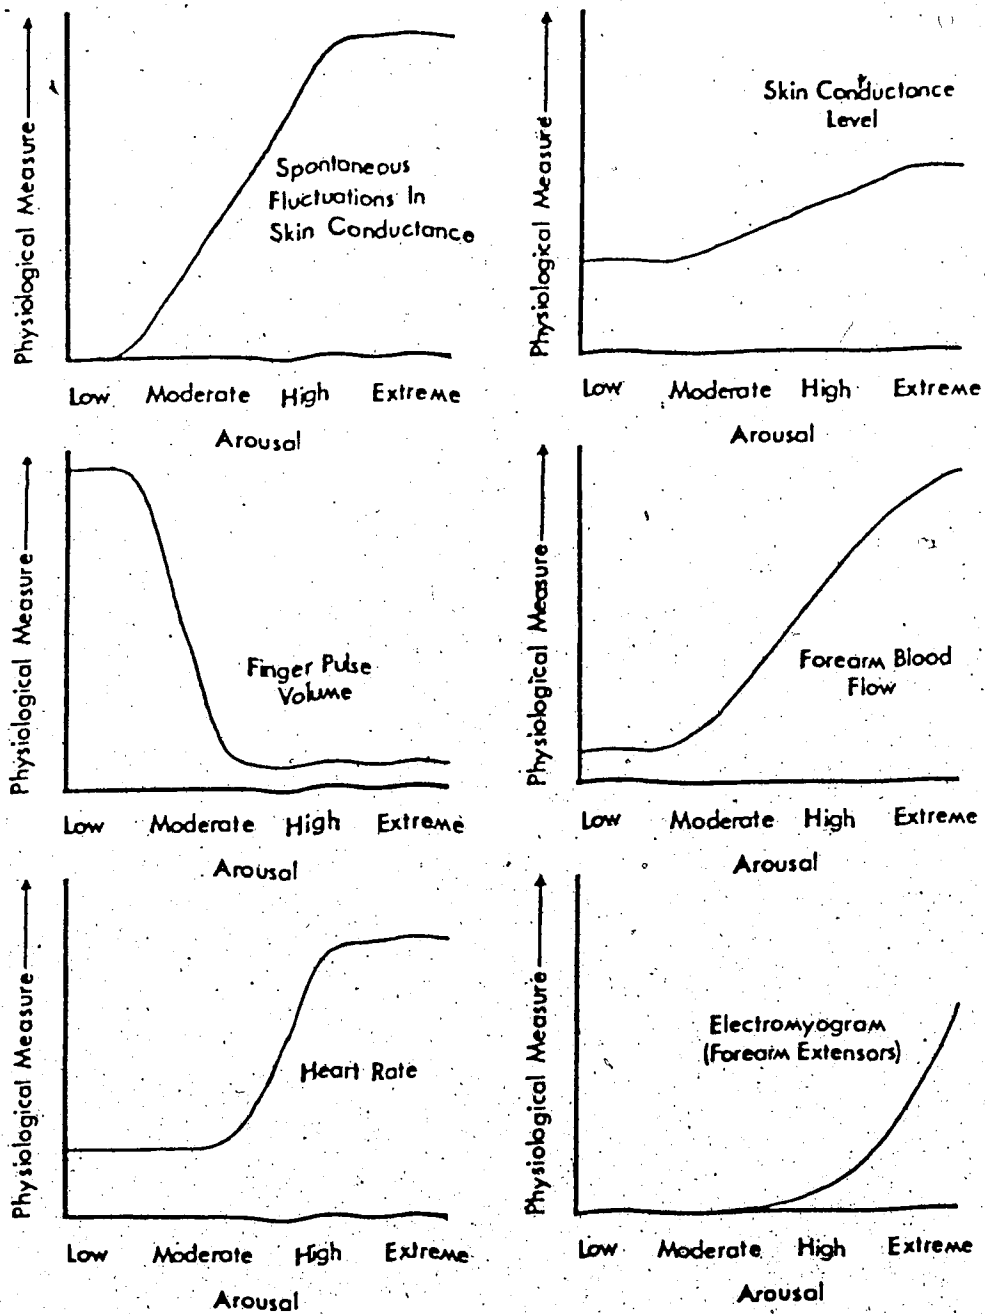 Physiological Measure
Spontaneous
Fluctuations In
Skin Conductance
Low Moderate High Extreme
Arousal
Physiological Measure
Skin Conductance
Level
Low Moderate High Extreme
Arousal
Physiological Measure
Finger Pulse
Volume
Low Moderate High Extreme
Arousal
Physiological Measure
Forearm Blood
Flow
Low Moderate High Extreme
Arousal
Physiological Measure
Heart Rate
Low Moderate High Extreme
Arousal
Physiological Measure
Electromyogram
(Forearm Extensors)
Low Moderate High Extreme
Arousal